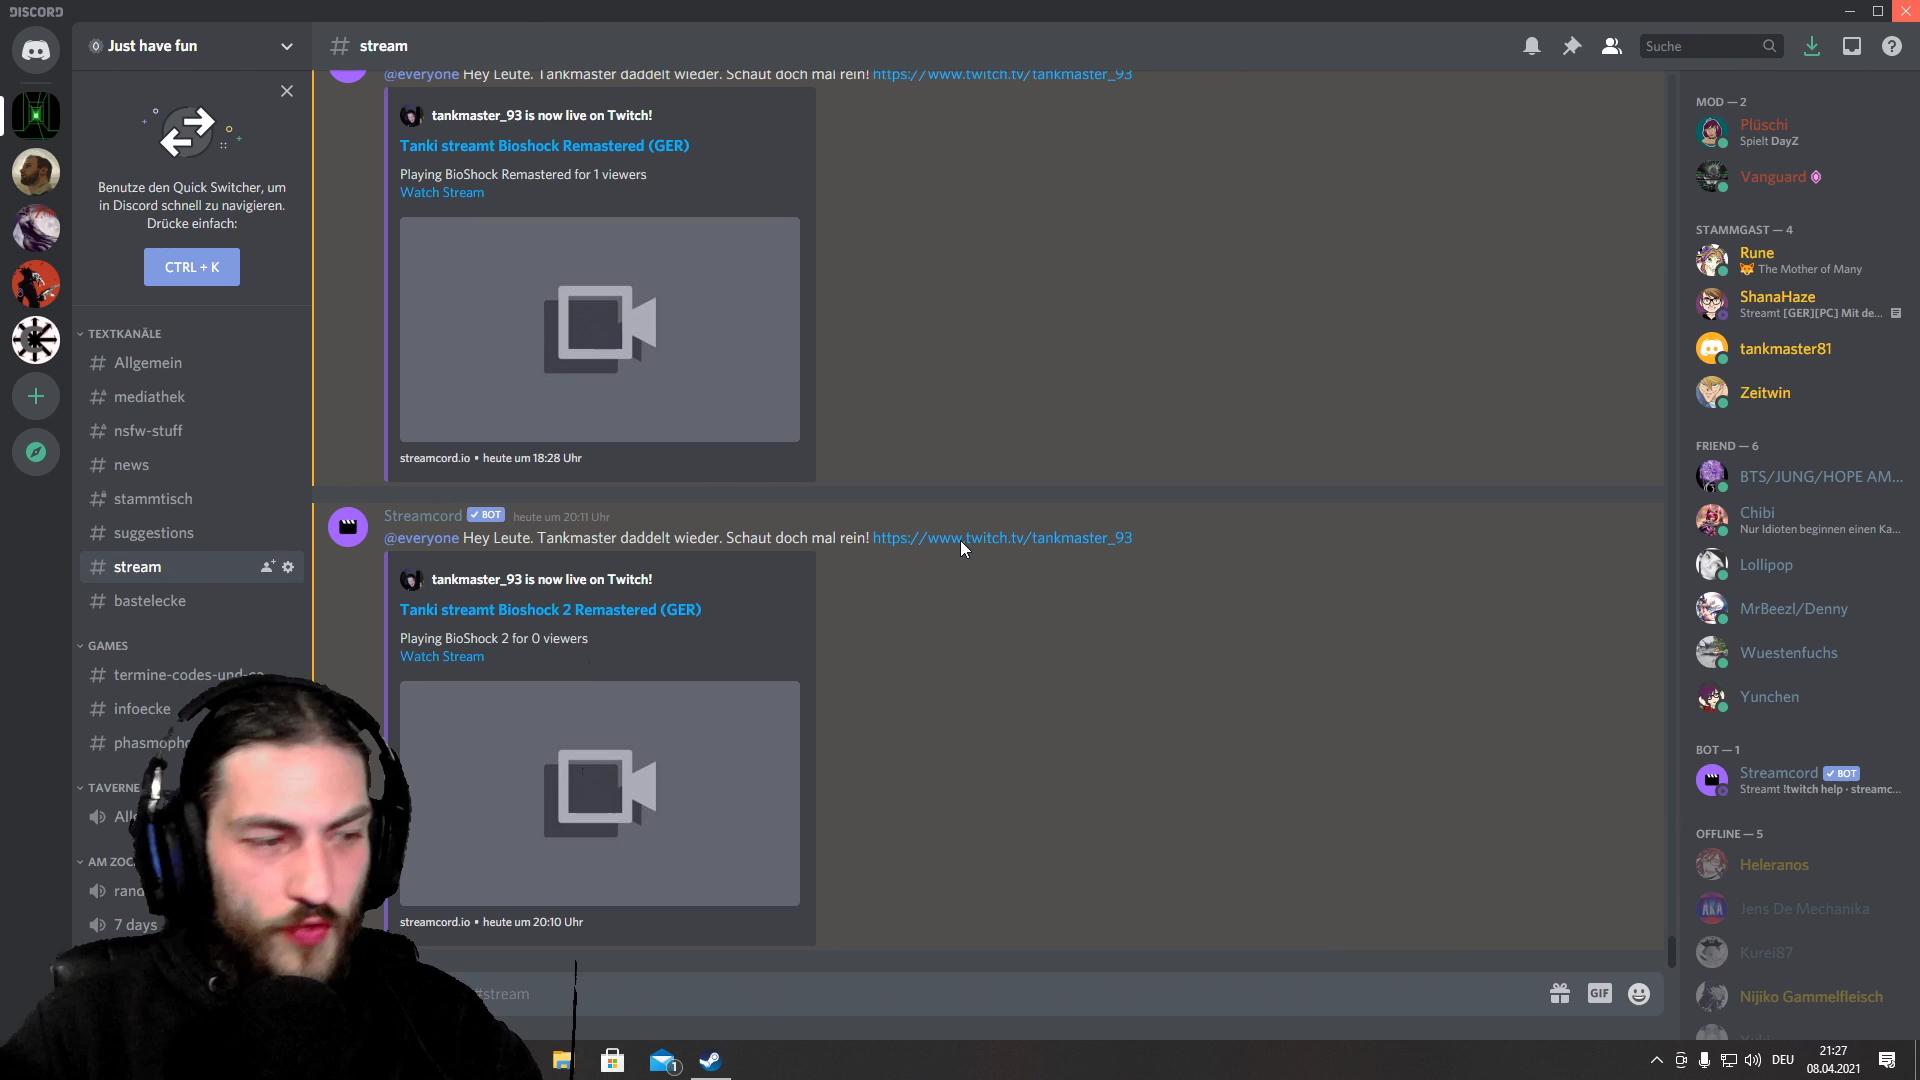 DISCORD
Just have fun
Benutze den Quick Switcher, um
in Discord schnell zu navigieren.
Drücke einfach:
CTRL + K
TEXTKANÄLE
Allgemein
mediathek
nsfw-stuff
news
stammtisch
suggestions
stream
bastelecke
GAMES
termine-codes-und-co
infoecke
TAVERNE
7 days
stream
Suche
@everyone Hey Leute. Tankmaster daddelt wieder. Schaut doch mal rein! https://www.twitch.tv/tankmaster_93
tankmaster_93 is now live on Twitch!
Tanki streamt Bioshock Remastered (GER)
Playing BioShock Remastered for 1 viewers
Watch Stream
streamcord.io • heute um 18:28 Uhr
Streamcord ✓ BOT heute um 20:11 Uhr
@everyone Hey Leute. Tankmaster daddelt wieder. Schaut doch mal rein! https://www.twitch.tv/tankmaster_93
tankmaster_93 is now live on Twitch!
Tanki streamt Bioshock 2 Remastered (GER)
Playing BioShock 2 for 0 viewers
Watch Stream
streamcord.io • heute um 20:10 Uhr
#stream
GIF
MOD — 2
Plüschi
Spielt DayZ
Vanguard
STAMMGAST — 4
Rune
The Mother of Many
ShanaHaze
Streamt [GER][PC] Mit de...
tankmaster81
Zeitwin
FRIEND — 6
BTS/JUNG/HOPE AM...
Chibi
Nur Idioten beginnen einen Ka...
Lollipop
MrBeezl/Denny
Wuestenfuchs
Yunchen
BOT — 1
Streamcord ✓ BOT
Streamt !twitch help · streamc...
OFFLINE — 5
Heleranos
Jens De Mechanika
Kurei87
Nijiko Gammelfleisch
1
DEU
21:27
08.04.2021